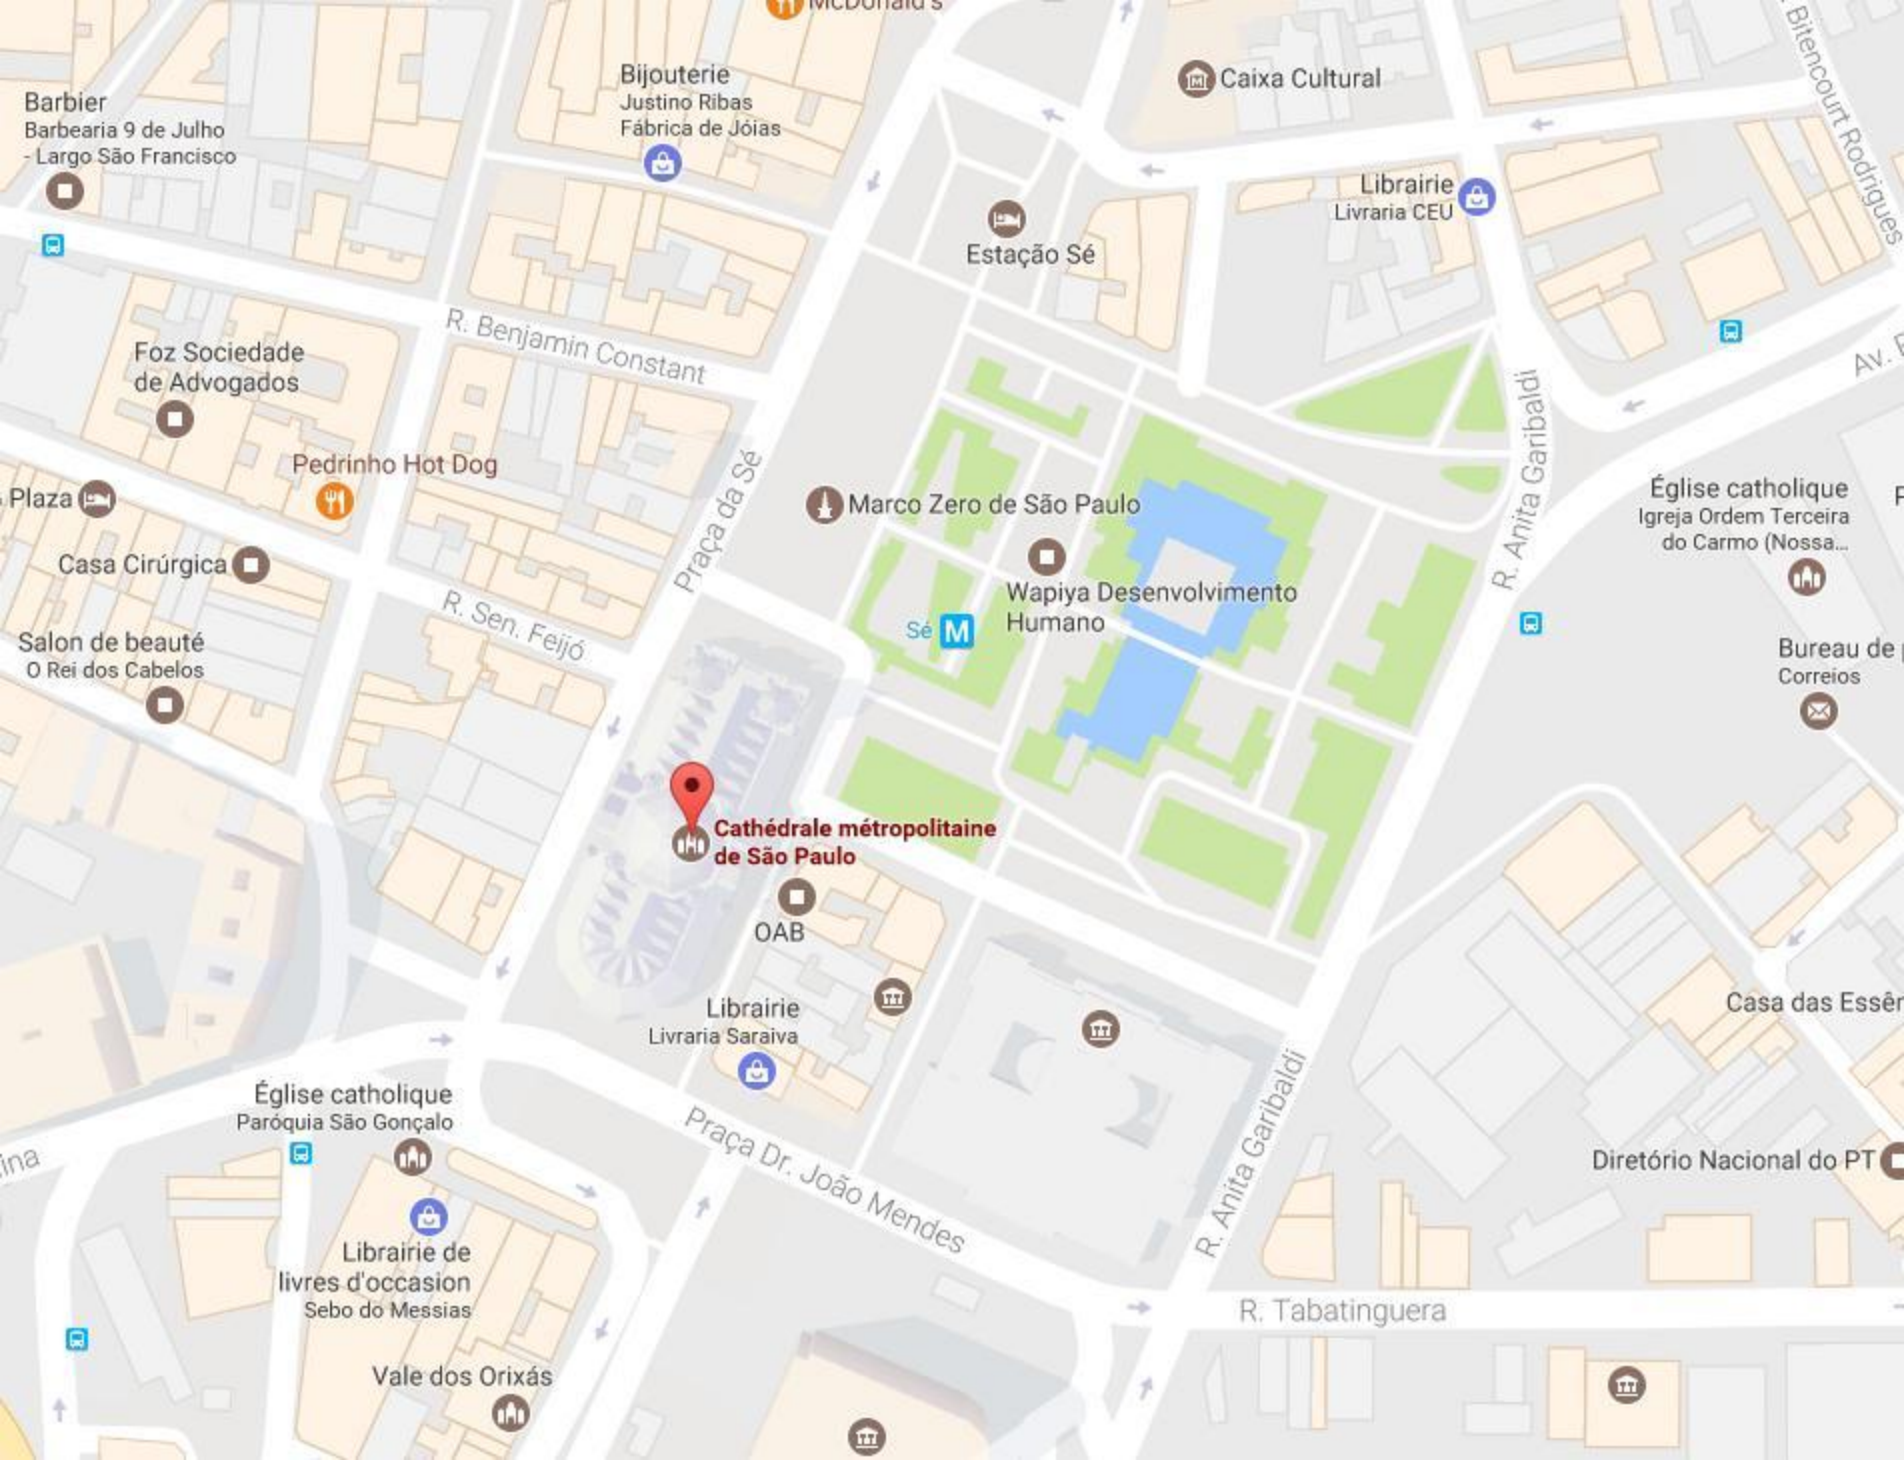 McDonald's
Bijouterie
Justino Ribas
Fábrica de Jóias
Caixa Cultural
Bitencourt Rodrigues
Barbier
Barbearia 9 de Julho
- Largo São Francisco
Librairie
Livraria CEU
Estação Sé
R. Benjamin Constant
Foz Sociedade
de Advogados
Av.
R. Anita Garibaldi
Pedrinho Hot Dog
Praça da Sé
Plaza
Marco Zero de São Paulo
Église catholique
Igreja Ordem Terceira
do Carmo (Nossa...
Casa Cirúrgica
Wapiya Desenvolvimento
Humano
R. Sen. Feijó
Sé M
Salon de beauté
O Rei dos Cabelos
Bureau de
Correios
Cathédrale métropolitaine
de São Paulo
OAB
Librairie
Livraria Saraiva
Casa das
Église catholique
Paróquia São Gonçalo
Praça Dr. João Mendes
R. Anita Garibaldi
Diretório Nacional do PT
Librairie de
livres d'occasion
Sebo do Messias
R. Tabatinguera
Vale dos Orixás